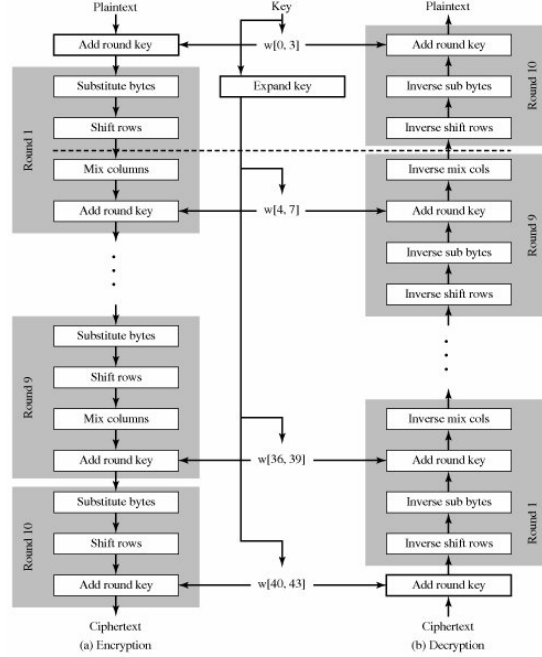 Plaintext
Key
Plaintext
Add round key
w[0, 3]
Add round key
Round 1
Substitute bytes
Expand key
Inverse sub bytes
Round 10
Shift rows
Inverse shift rows
Mix columns
Inverse mix cols
Add round key
w[4, 7]
Add round key
Round 9
Inverse sub bytes
Inverse shift rows
Round 9
Substitute bytes
Shift rows
Mix columns
Inverse mix cols
Add round key
w[36, 39]
Add round key
Round 1
Round 10
Substitute bytes
Inverse sub bytes
Shift rows
Inverse shift rows
Add round key
w[40, 43]
Add round key
Ciphertext
Ciphertext
(a) Encryption
(b) Decryption